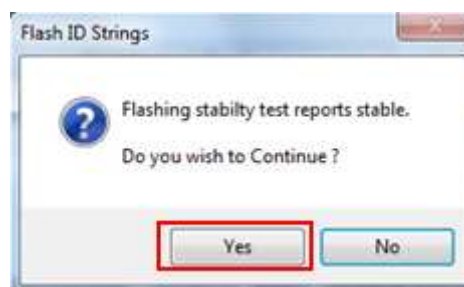 Flash ID Strings
Flashing stabilty test reports stable.
Do you wish to Continue ?
Yes No